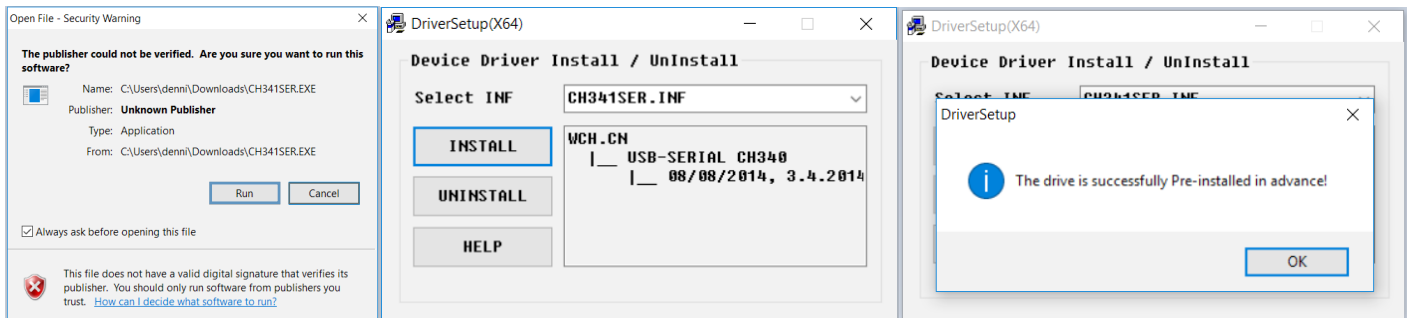 Open File - Security Warning
The publisher could not be verified. Are you sure you want to run this
software?
Name: C:\Users\denni\Downloads\CH341SER.EXE
Publisher: Unknown Publisher
Type: Application
From: C:\Users\denni\Downloads\CH341SER.EXE
Run
Cancel
Always ask before opening this file
This file does not have a valid digital signature that verifies its
publisher. You should only run software from publishers you
trust. How can I decide what software to run?
DriverSetup(X64)
Device Driver Install / UnInstall
Select INF
CH341SER.INF
INSTALL
UNINSTALL
HELP
WCH.CN
|__ USB-SERIAL CH340
|__ 08/08/2014, 3.4.2014
DriverSetup(X64)
Device Driver Install / UnInstall
Select INF
CH341SER.INF
DriverSetup
The drive is successfully Pre-installed in advance!
OK